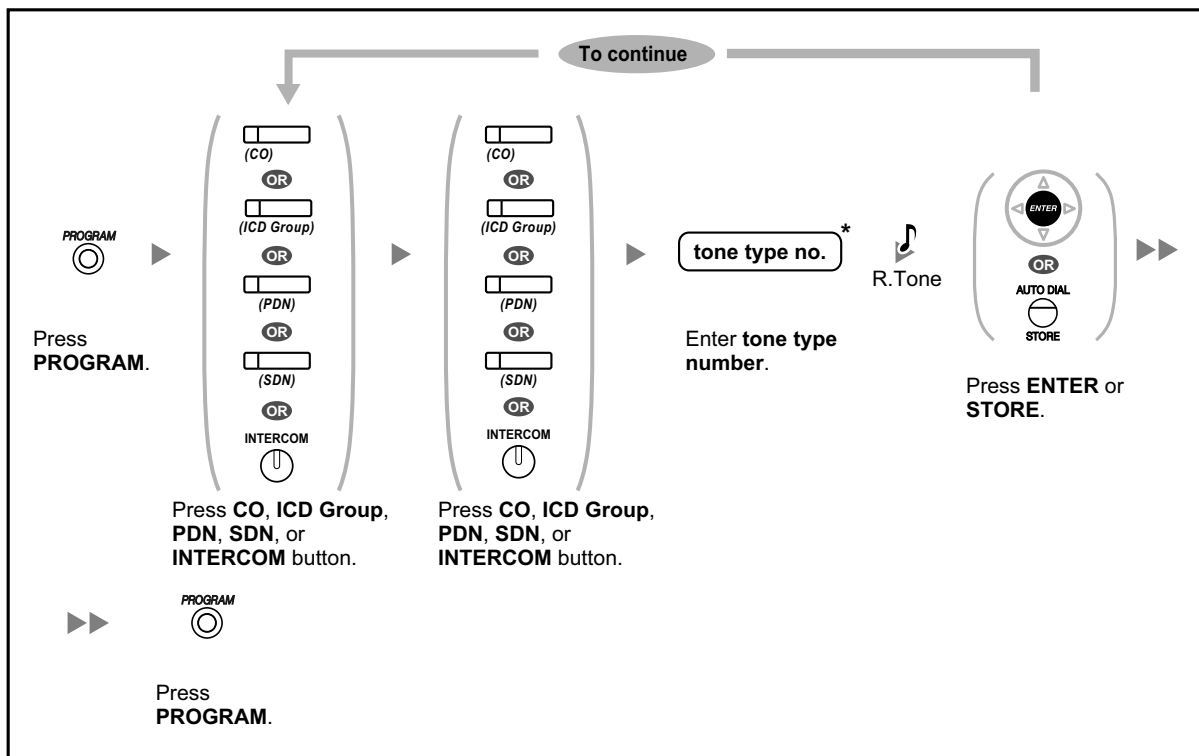 To continue
PROGRAM
Press
PROGRAM.
(CO)
OR
(ICD Group)
OR
(PDN)
OR
(SDN)
OR
INTERCOM
Press CO, ICD Group,
PDN, SDN, or
INTERCOM button.
(CO)
OR
(ICD Group)
OR
(PDN)
OR
(SDN)
OR
INTERCOM
Press CO, ICD Group,
PDN, SDN, or
INTERCOM button.
tone type no.*
Enter tone type
number.
R.Tone
ENTER
OR
AUTO DIAL
STORE
Press ENTER or
STORE.
PROGRAM
Press
PROGRAM.